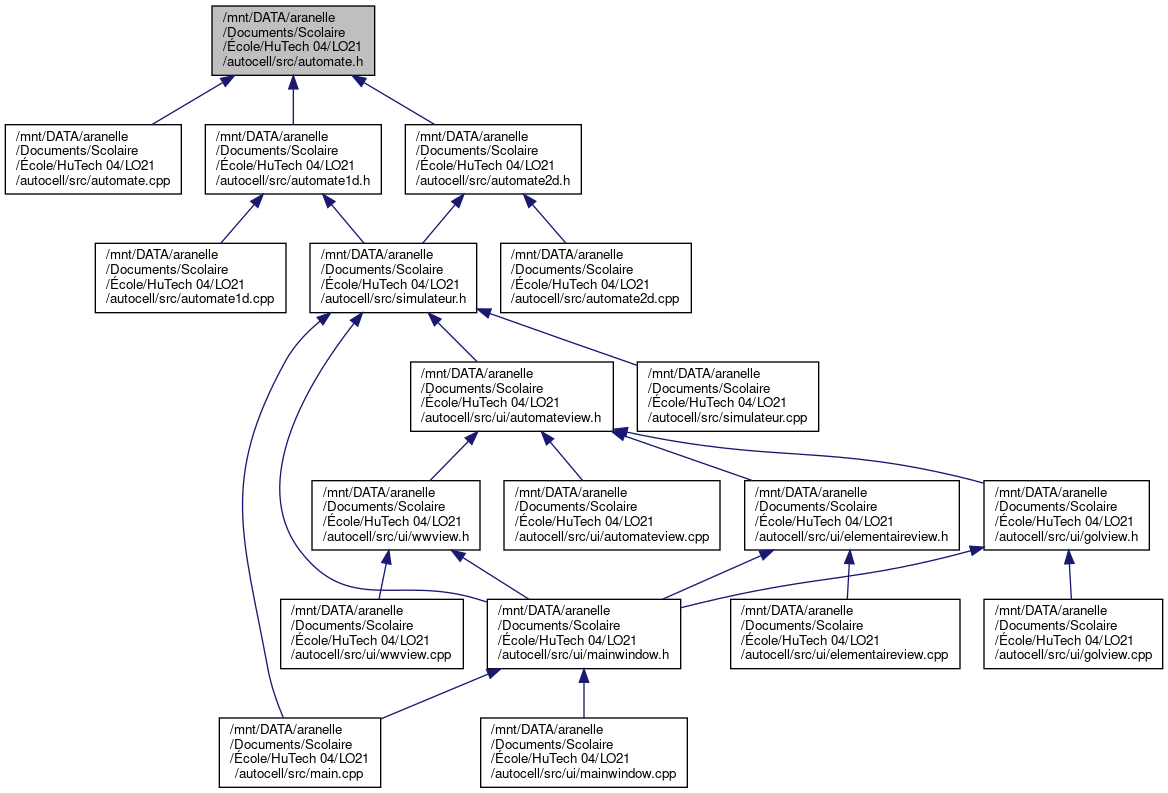 /mnt/DATA/aranelle
/Documents/Scolaire
/École/HuTech 04/LO21
/autocell/src/automate.h
/mnt/DATA/aranelle
/Documents/Scolaire
/École/HuTech 04/LO21
/autocell/src/automate.cpp
/mnt/DATA/aranelle
/Documents/Scolaire
/École/HuTech 04/LO21
/autocell/src/automate1d.h
/mnt/DATA/aranelle
/Documents/Scolaire
/École/HuTech 04/LO21
/autocell/src/automate2d.h
/mnt/DATA/aranelle
/Documents/Scolaire
/École/HuTech 04/LO21
/autocell/src/automate1d.cpp
/mnt/DATA/aranelle
/Documents/Scolaire
/École/HuTech 04/LO21
/autocell/src/simulateur.h
/mnt/DATA/aranelle
/Documents/Scolaire
/École/HuTech 04/LO21
/autocell/src/automate2d.cpp
/mnt/DATA/aranelle
/Documents/Scolaire
/École/HuTech 04/LO21
/autocell/src/ui/automateview.h
/mnt/DATA/aranelle
/Documents/Scolaire
/École/HuTech 04/LO21
/autocell/src/simulateur.cpp
/mnt/DATA/aranelle
/Documents/Scolaire
/École/HuTech 04/LO21
/autocell/src/ui/wwview.h
/mnt/DATA/aranelle
/Documents/Scolaire
/École/HuTech 04/LO21
/autocell/src/ui/automateview.cpp
/mnt/DATA/aranelle
/Documents/Scolaire
/École/HuTech 04/LO21
/autocell/src/ui/elementaireview.h
/mnt/DATA/aranelle
/Documents/Scolaire
/École/HuTech 04/LO21
/autocell/src/ui/golview.h
/mnt/DATA/aranelle
/Documents/Scolaire
/École/HuTech 04/LO21
/autocell/src/ui/wwview.cpp
/mnt/DATA/aranelle
/Documents/Scolaire
/École/HuTech 04/LO21
/autocell/src/ui/mainwindow.h
/mnt/DATA/aranelle
/Documents/Scolaire
/École/HuTech 04/LO21
/autocell/src/ui/elementaireview.cpp
/mnt/DATA/aranelle
/Documents/Scolaire
/École/HuTech 04/LO21
/autocell/src/ui/golview.cpp
/mnt/DATA/aranelle
/Documents/Scolaire
/École/HuTech 04/LO21
/autocell/src/main.cpp
/mnt/DATA/aranelle
/Documents/Scolaire
/École/HuTech 04/LO21
/autocell/src/ui/mainwindow.cpp